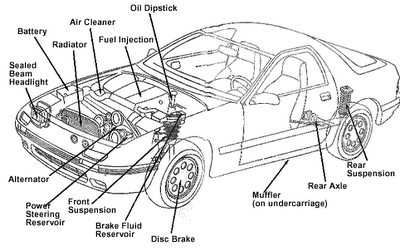 Oil Dipstick
Air Cleaner
Battery
Fuel Injection
Radiator
Sealed
Beam
Headlight
Alternator
Power
Steering
Reservoir
Front
Suspension
Brake Fluid
Reservoir
Disc Brake
Muffler
(on undercarriage)
Rear Axle
Rear
Suspension